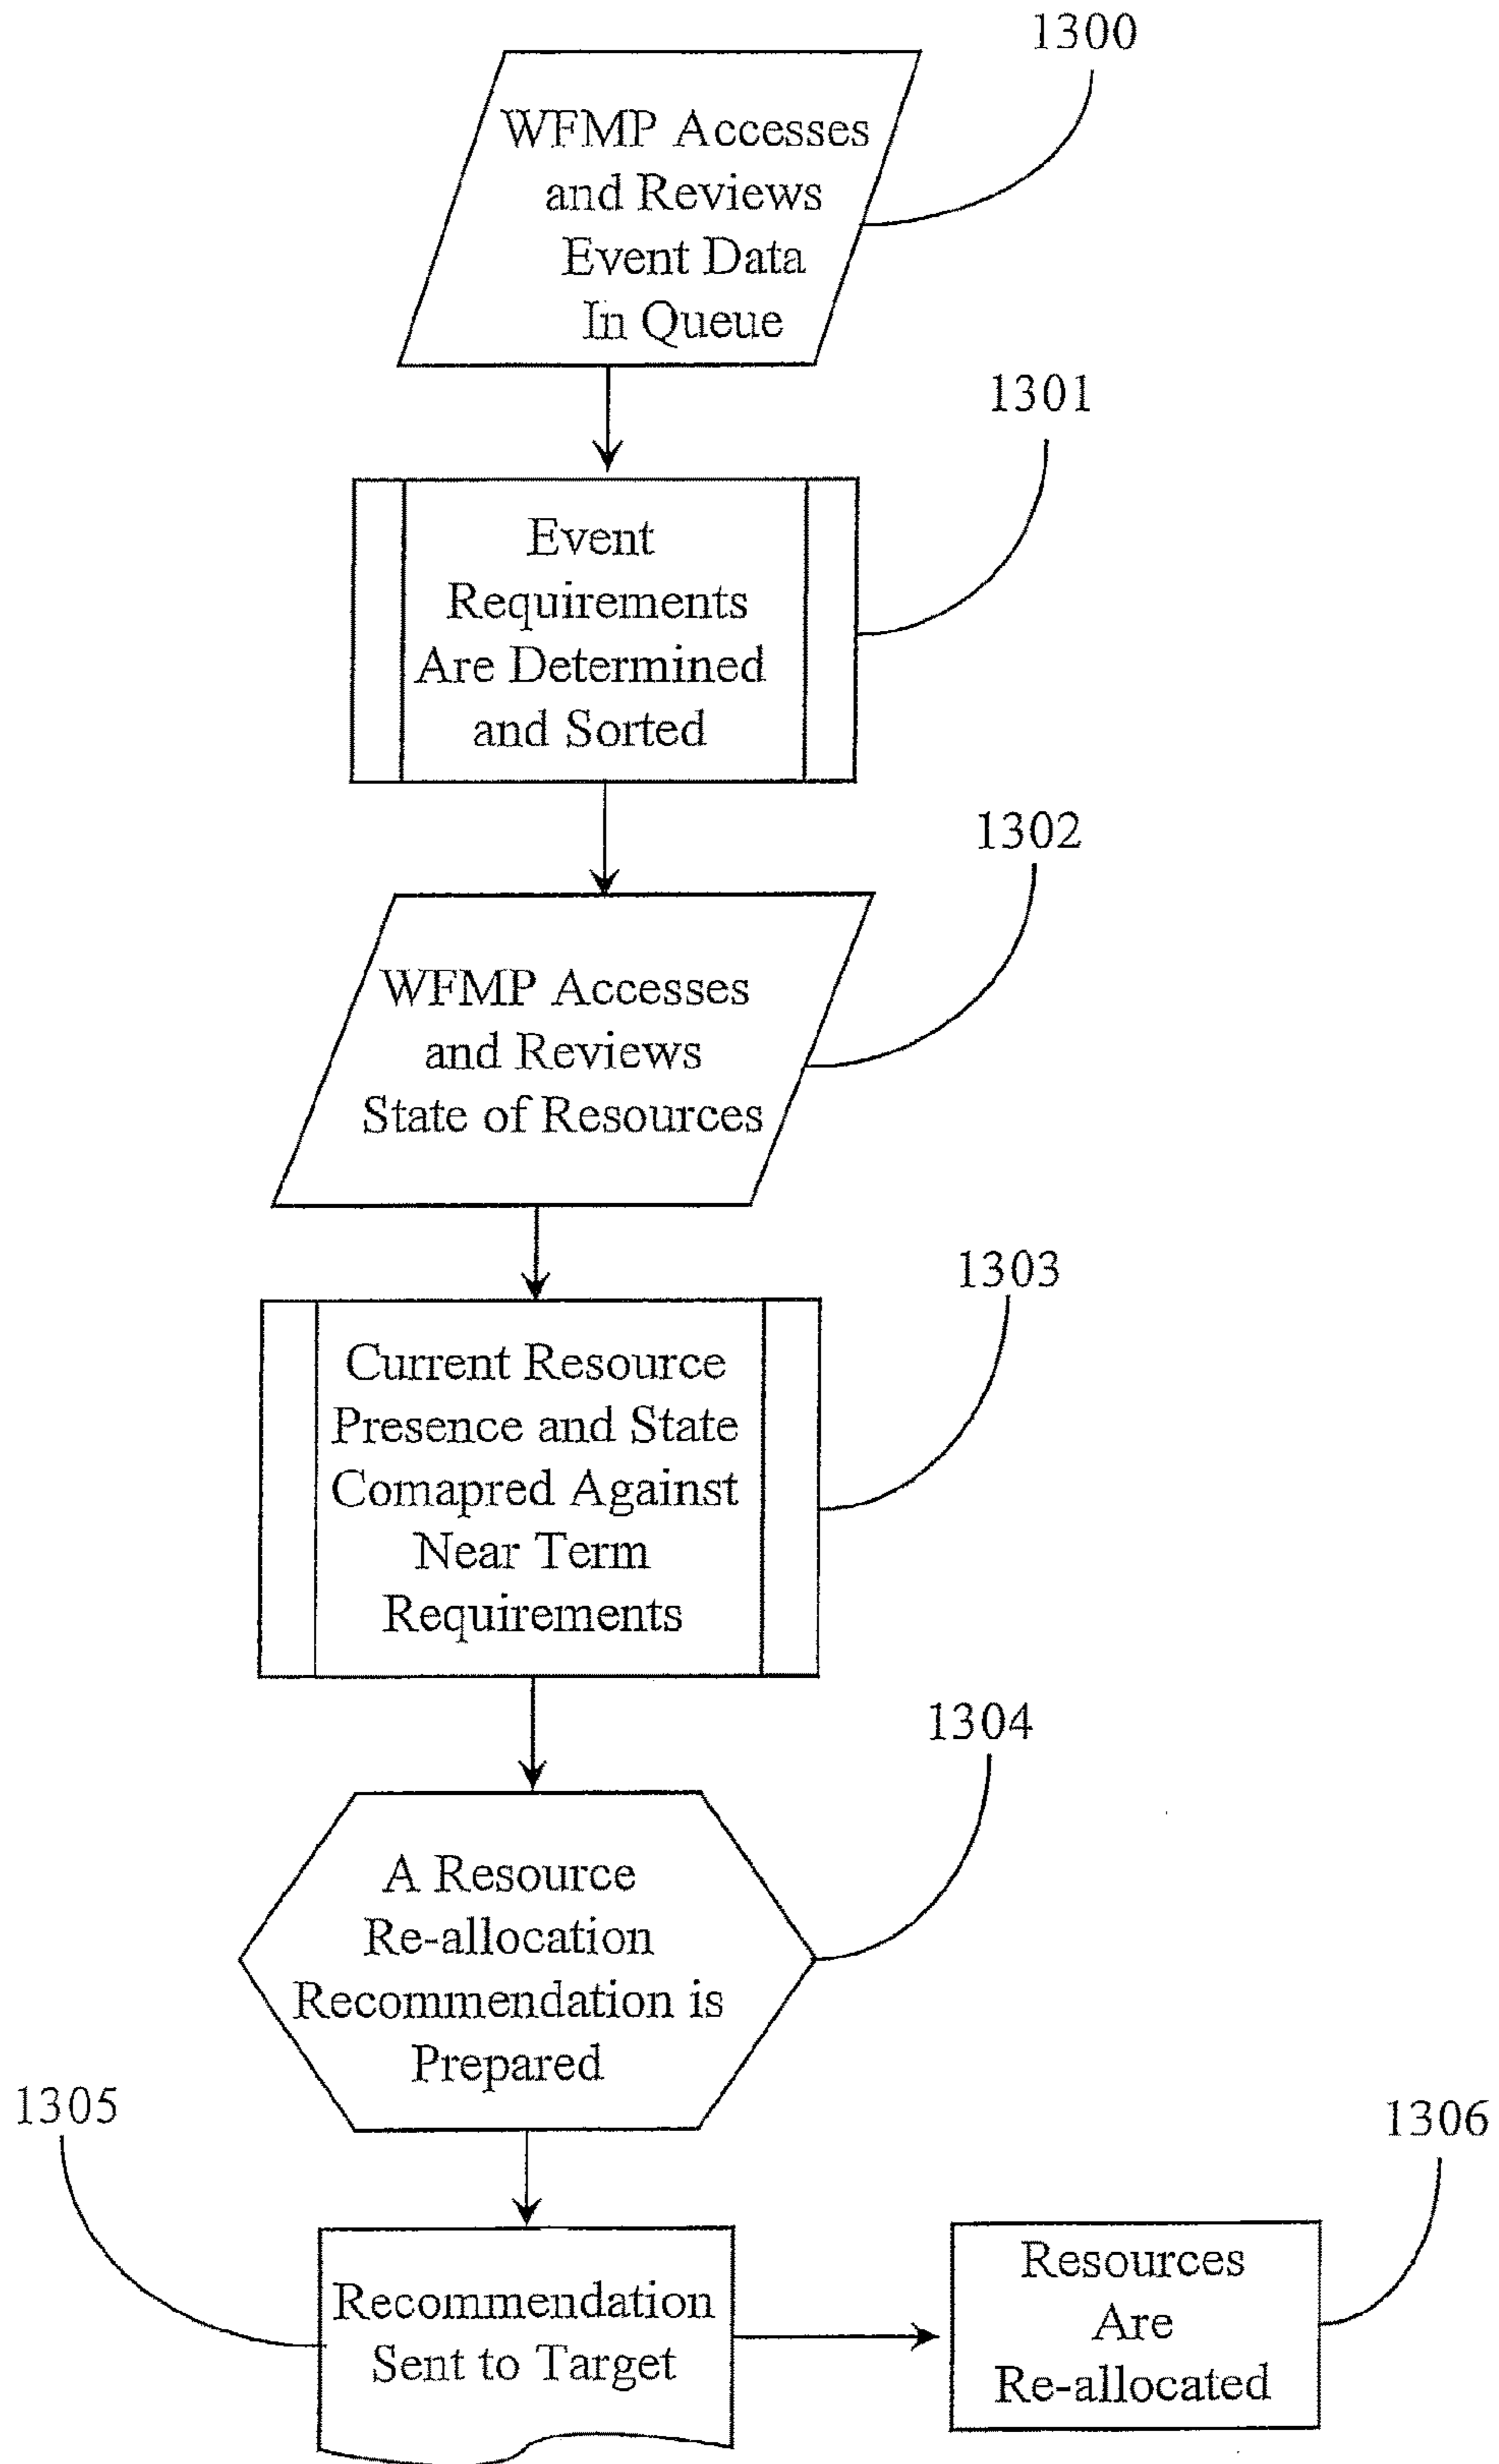 1300
WFMP Accesses
and Reviews
Event Data
In Queue
1301
Event
Requirements
Are Determined
and Sorted
1302
WFMP Accesses
and Reviews
State of Resources
1303
Current Resource
Presence and State
Comapred Against
Near Term
Requirements
1304
A Resource
Re-allocation
Recommendation is
Prepared
1305
Recommendation
Sent to Target
1306
Resources
Are
Re-allocated